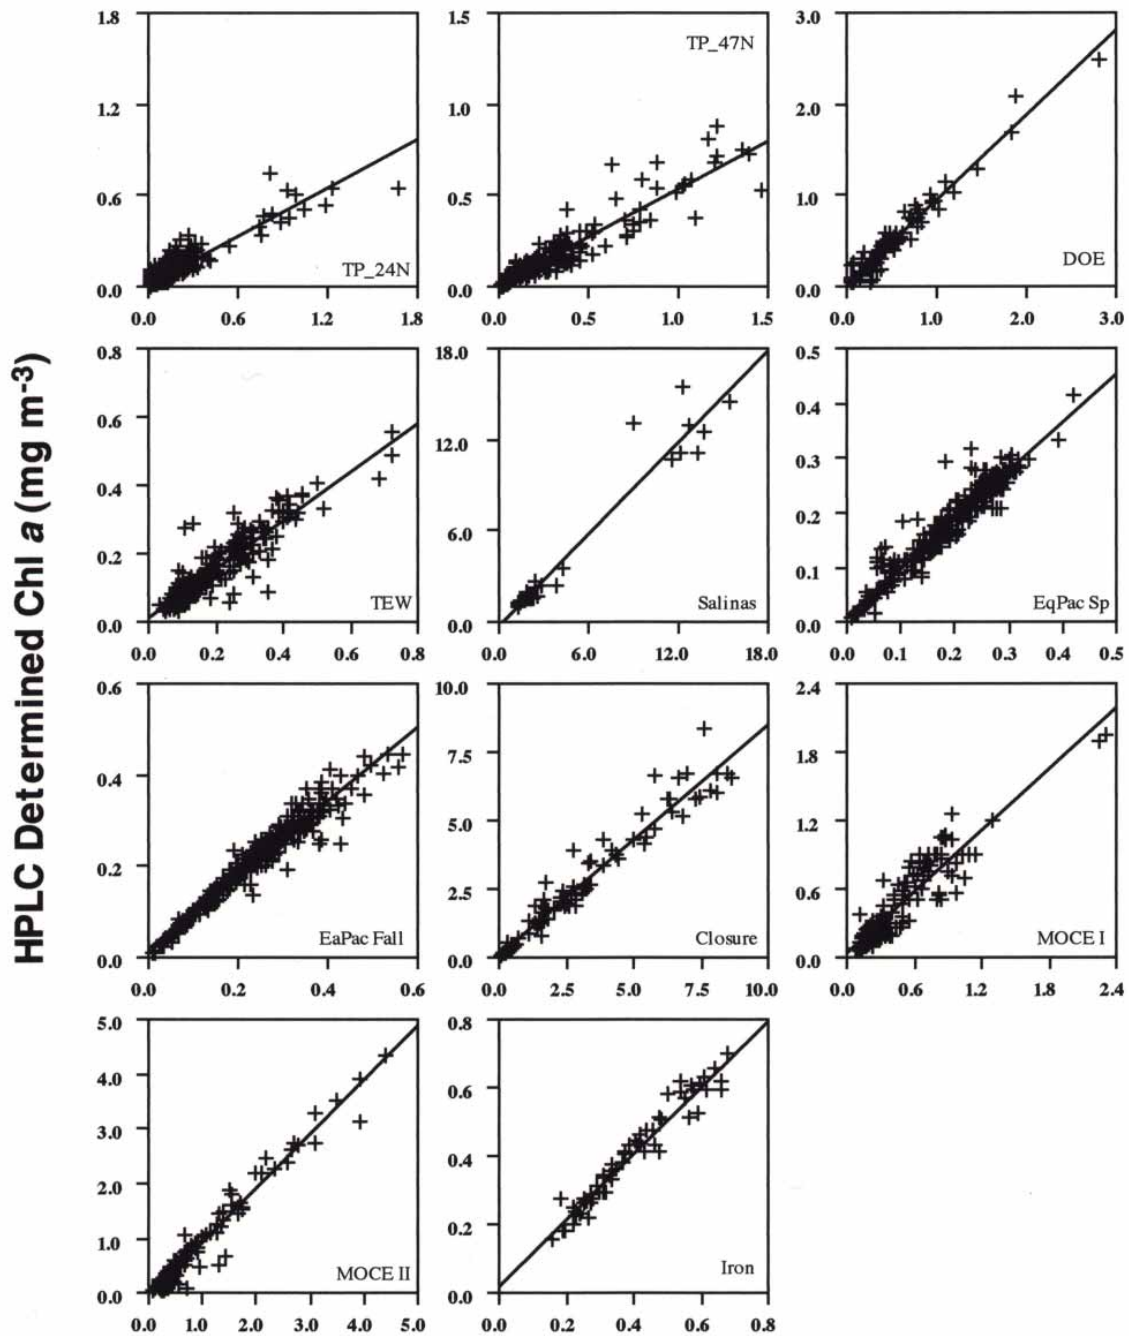 HPLC Determined Chl a (mg m-3)
1.8
1.2
0.6
0.0
TP_24N
0.0 0.6 1.2 1.8
1.5
1.0
0.5
0.0
TP_47N
0.0 0.5 1.0 1.5
3.0
2.0
1.0
0.0
DOE
0.0 1.0 2.0 3.0
0.8
0.6
0.4
0.2
0.0
TEW
0.0 0.2 0.4 0.6 0.8
18.0
12.0
6.0
0.0
Salinas
0.0 6.0 12.0 18.0
0.5
0.4
0.3
0.2
0.1
0.0
EqPac Sp
0.0 0.1 0.2 0.3 0.4 0.5
0.6
0.4
0.2
0.0
EaPac Fall
0.0 0.2 0.4 0.6
10.0
7.5
5.0
2.5
0.0
Closure
0.0 2.5 5.0 7.5 10.0
2.4
1.2
0.6
0.0
MOCE I
0.0 0.6 1.2 1.8 2.4
5.0
4.0
3.0
2.0
1.0
0.0
MOCE II
0.0 1.0 2.0 3.0 4.0 5.0
0.8
0.6
0.4
0.2
0.0
Iron
0.0 0.2 0.4 0.6 0.8